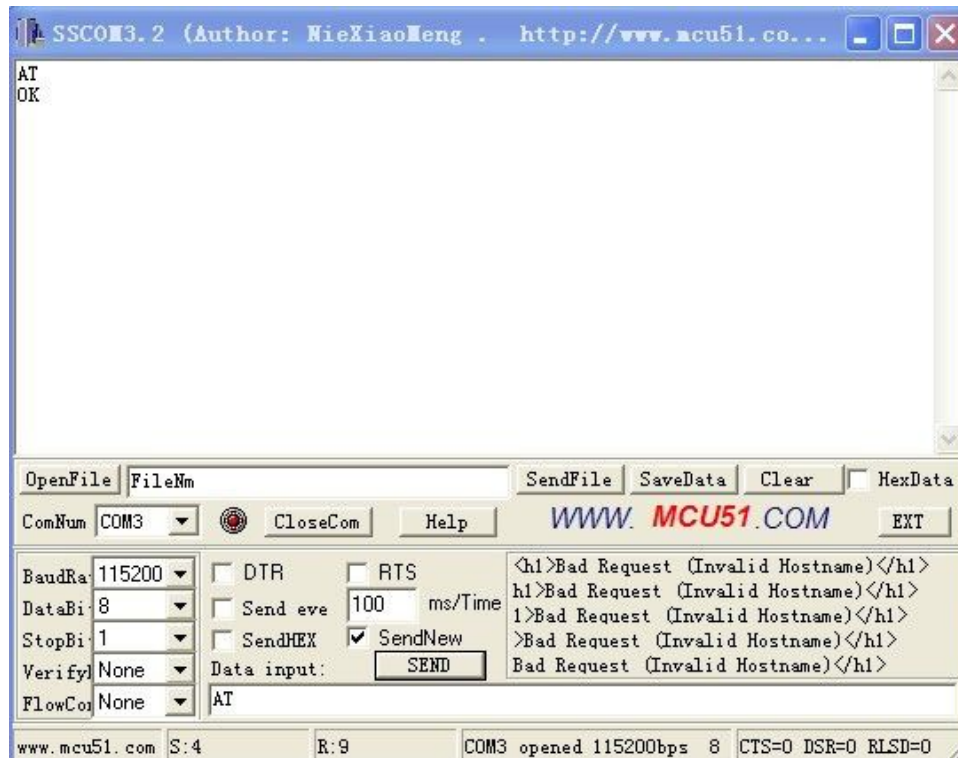 SSCOM3.2 (Author: NieXiaoMeng . http://www.mcu51.co...
AT
OK
OpenFile FileNm SendFile SaveData Clear HexData
ComNum COM3 CloseCom Help WWW. MCU51.COM EXT
BaudRa 115200 DTR RTS
DataBi 8 Send eve 100 ms/Time
StopBi 1 SendHEX SendNew
Verify None Data input: SEND
FlowCo None AT
<h1>Bad Request (Invalid Hostname)</h1>
h1>Bad Request (Invalid Hostname)</h1>
1>Bad Request (Invalid Hostname)</h1>
>Bad Request (Invalid Hostname)</h1>
Bad Request (Invalid Hostname)</h1>
www.mcu51.com S:4 R:9 COM3 opened 115200bps 8 CTS=0 DSR=0 RLSD=0